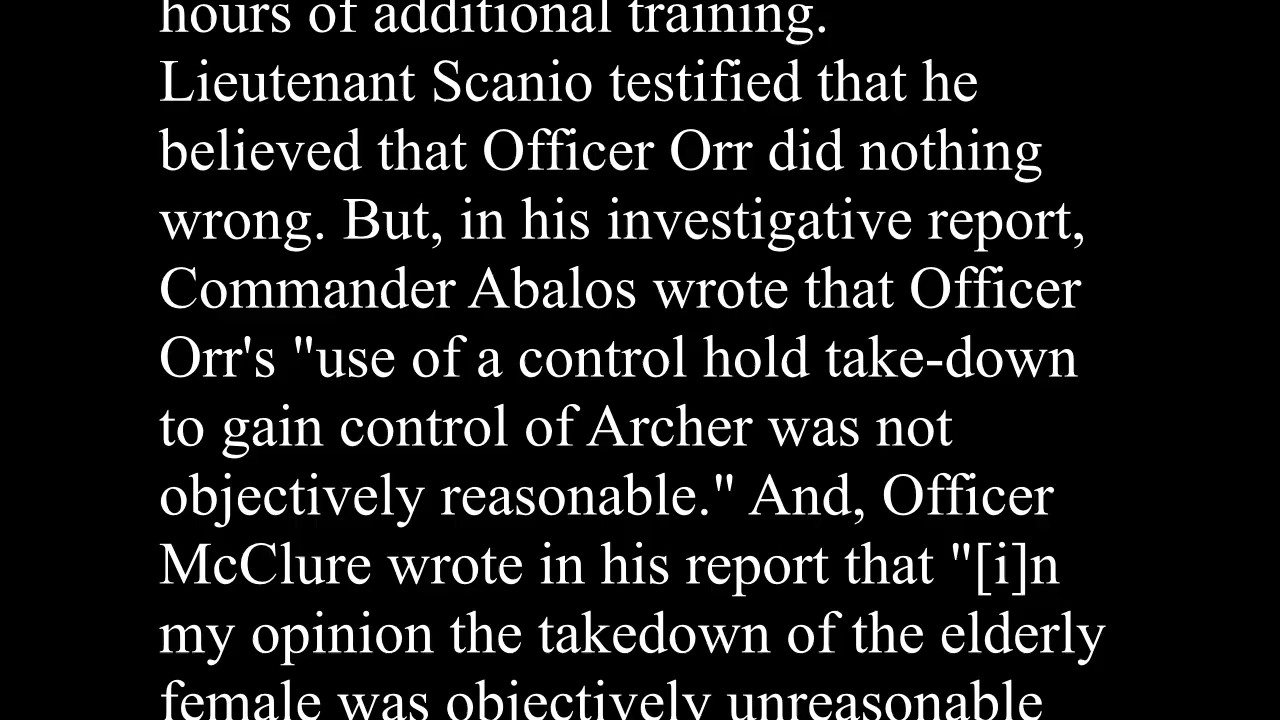 hours of additional training.
Lieutenant Scanio testified that he
believed that Officer Orr did nothing
wrong. But, in his investigative report,
Commander Abalos wrote that Officer
Orr's "use of a control hold take-down
to gain control of Archer was not
objectively reasonable." And, Officer
McClure wrote in his report that "[i]n
my opinion the takedown of the elderly
female was objectively unreasonable